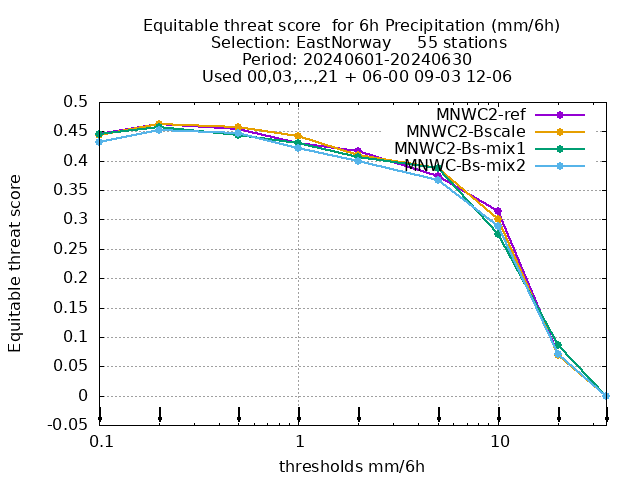 Equitable threat score  for 6h Precipitation (mm/6h)
Selection: EastNorway     55 stations
Period: 20240601-20240630
Used 00,03,...,21 + 06-00 09-03 12-06
MNWC2-ref
MNWC2-Bscale
MNWC2-Bs-mix1
MNWC-Bs-mix2
Equitable threat score
0.5
0.45
0.4
0.35
0.3
0.25
0.2
0.15
0.1
0.05
0
-0.05
0.1 1 10
thresholds mm/6h